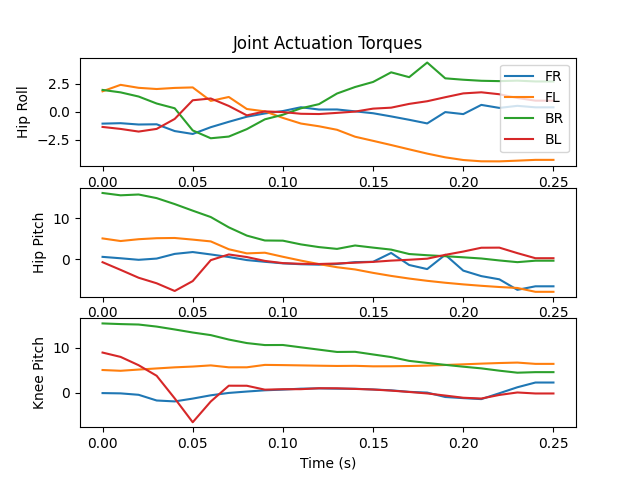 Joint Actuation Torques
Hip Roll
2.5
0.0
−2.5
FR
FL
BR
BL
0.00 0.05 0.10 0.15 0.20 0.25
Hip Pitch
10
0
0.00 0.05 0.10 0.15 0.20 0.25
Knee Pitch
10
0
0.00 0.05 0.10 0.15 0.20 0.25
Time (s)